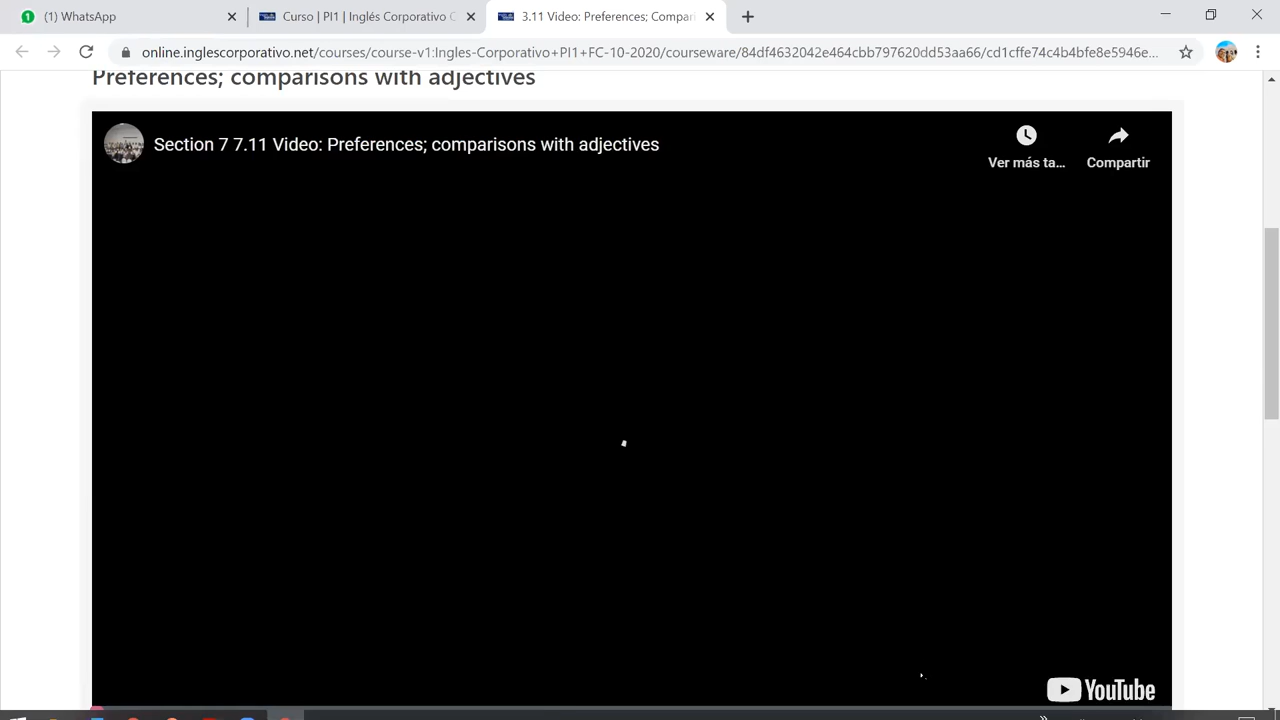 (1) WhatsApp
Curso | PI1 | Inglés Corporativo C
3.11 Video: Preferences; Compari
online.inglescorporativo.net/courses/course-v1:Ingles-Corporativo+PI1+FC-10-2020/courseware/84df4632042e464cbb797620dd53aa66/cd1cffe74c4b4bfe8e5946e...
Preferences; comparisons with adjectives
Section 7 7.11 Video: Preferences; comparisons with adjectives
Ver más ta...
Compartir
YouTube